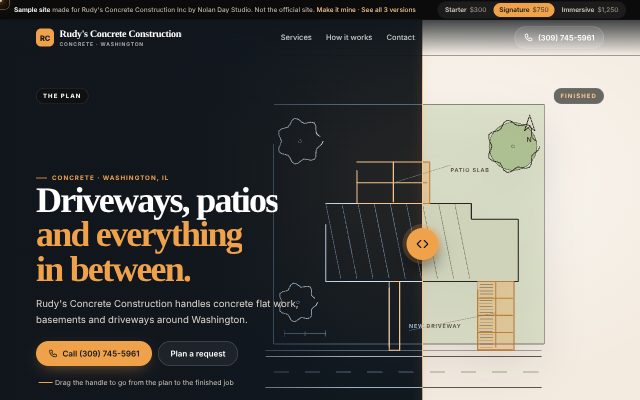 Sample site made for Rudy's Concrete Construction Inc by Nolan Day Studio. Not the official site. Make it mine · See all 3 versions
Starter $300 Signature $750 Immersive $1,250
RC
Rudy's Concrete Construction
CONCRETE · WASHINGTON
Services How it works Contact
(309) 745-5961
THE PLAN
FINISHED
N
PATIO SLAB
CONCRETE · WASHINGTON, IL
Driveways, patios
and everything
in between.
Rudy's Concrete Construction handles concrete flat work,
basements and driveways around Washington.
NEW DRIVEWAY
Call (309) 745-5961
Plan a request
Drag the handle to go from the plan to the finished job